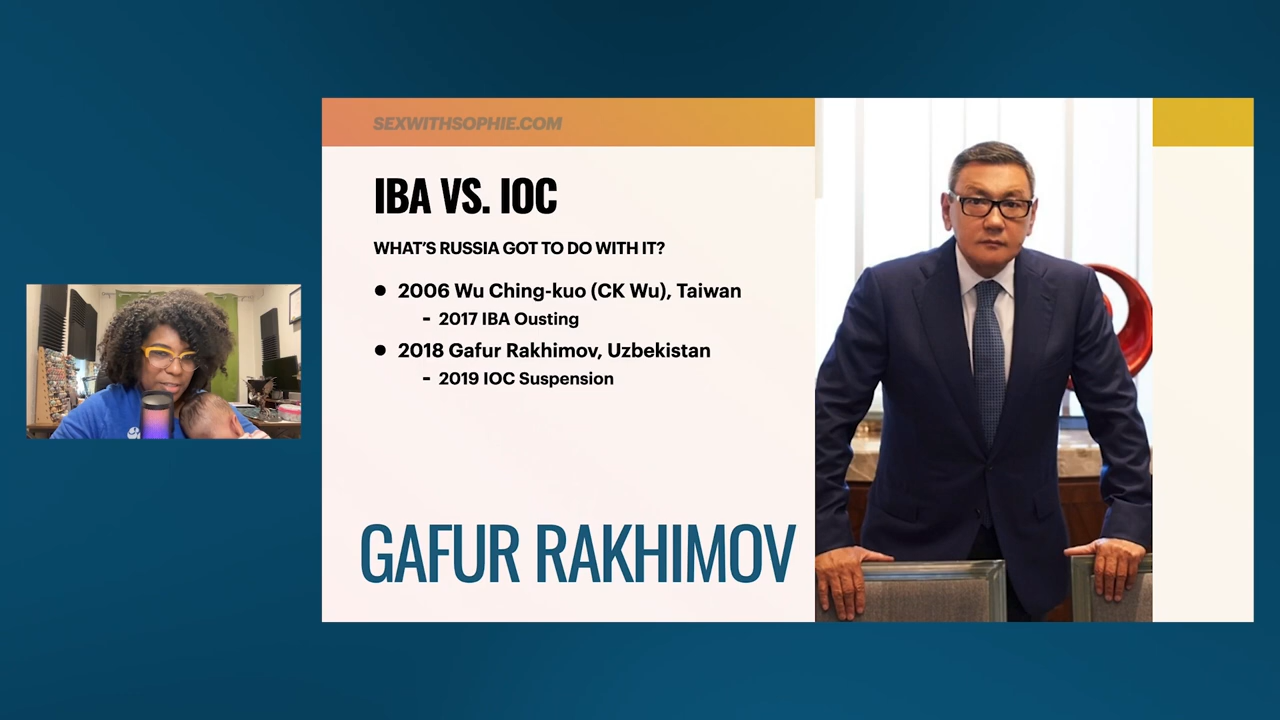 SEXWITHSOPHIE.COM
IBA VS. IOC
WHAT'S RUSSIA GOT TO DO WITH IT?
● 2006 Wu Ching-kuo (CK Wu), Taiwan
- 2017 IBA Ousting
● 2018 Gafur Rakhimov, Uzbekistan
- 2019 IOC Suspension
GAFUR RAKHIMOV